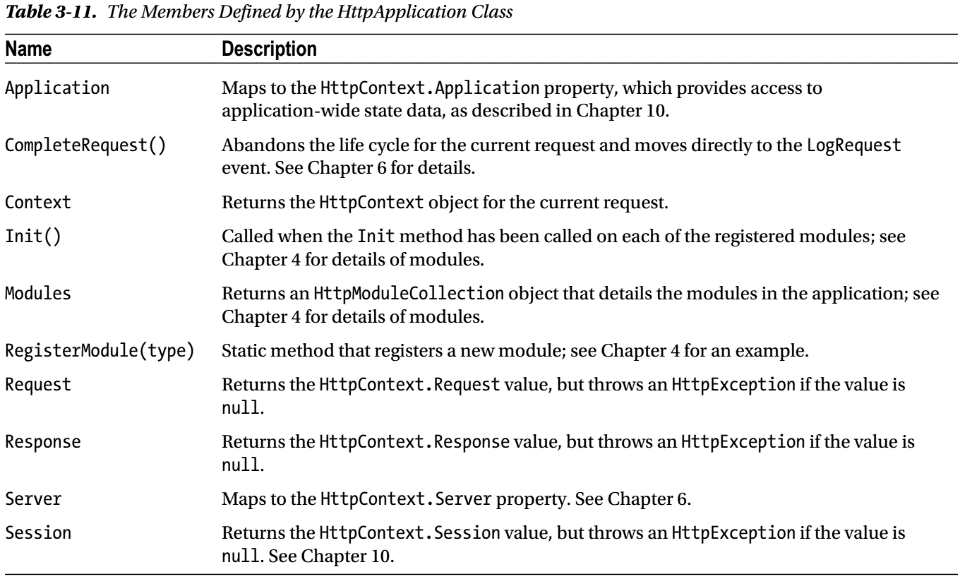 Table 3-11. The Members Defined by the HttpApplication Class
Name Description
Application Maps to the HttpContext.Application property, which provides access to
application-wide state data, as described in Chapter 10.
CompleteRequest() Abandons the life cycle for the current request and moves directly to the LogRequest
event. See Chapter 6 for details.
Context Returns the HttpContext object for the current request.
Init() Called when the Init method has been called on each of the registered modules; see
Chapter 4 for details of modules.
Modules Returns an HttpModuleCollection object that details the modules in the application; see
Chapter 4 for details of modules.
RegisterModule(type) Static method that registers a new module; see Chapter 4 for an example.
Request Returns the HttpContext.Request value, but throws an HttpException if the value is
null.
Response Returns the HttpContext.Response value, but throws an HttpException if the value is
null.
Server Maps to the HttpContext.Server property. See Chapter 6.
Session Returns the HttpContext.Session value, but throws an HttpException if the value is
null. See Chapter 10.